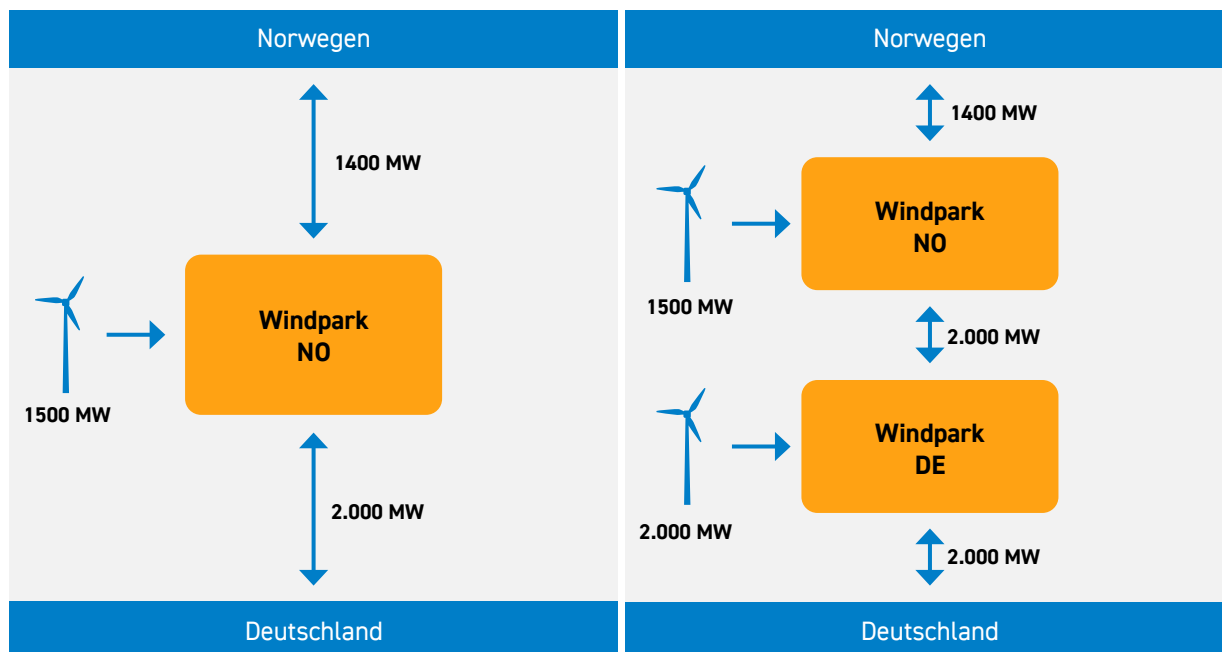 Norwegen
1400 MW
Windpark
NO
1500 MW
2.000 MW
Deutschland
Norwegen
1400 MW
Windpark
NO
1500 MW
2.000 MW
Windpark
DE
2.000 MW
2.000 MW
Deutschland